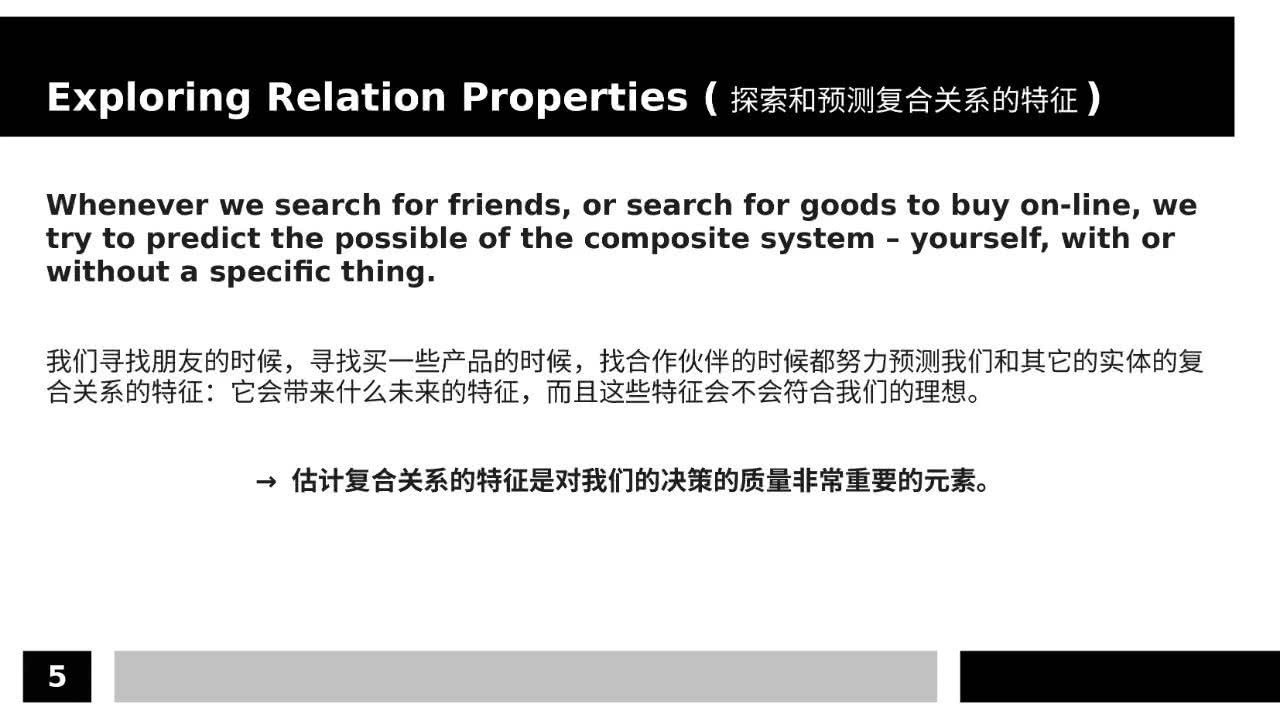 Exploring Relation Properties ( 探索和预测复合关系的特征 )
Whenever we search for friends, or search for goods to buy on-line, we
try to predict the possible of the composite system – yourself, with or
without a specific thing.
我们寻找朋友的时候，寻找买一些产品的时候，找合作伙伴的时候都努力预测我们和其它的实体的复
合关系的特征：它会带来什么未来的特征，而且这些特征会不会符合我们的理想。
→ 估计复合关系的特征是对我们的决策的质量非常重要的元素。
5